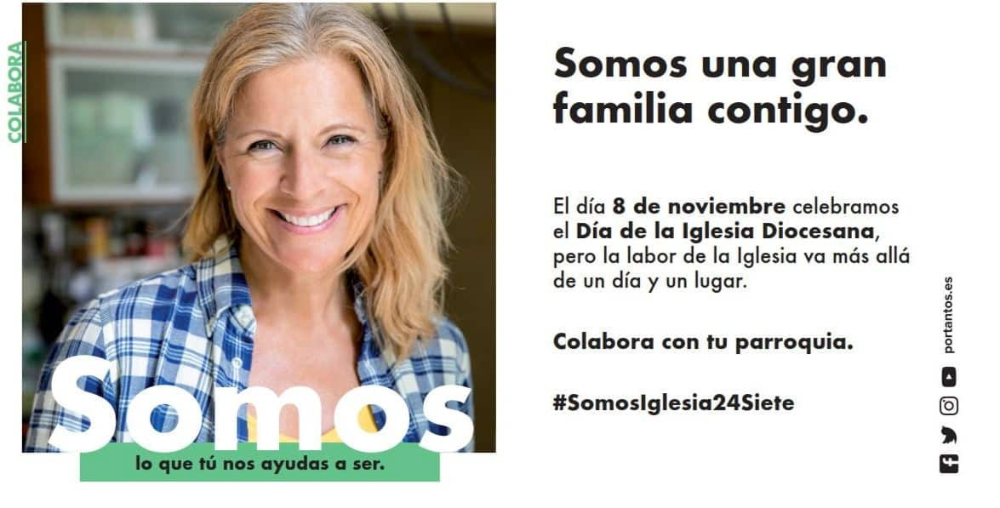 COLABORA
Somos
lo que tú nos ayudas a ser.
Somos una gran
familia contigo.
El día 8 de noviembre celebramos
el Día de la Iglesia Diocesana,
pero la labor de la Iglesia va más allá
de un día y un lugar.
Colabora con tu parroquia.
#SomosIglesia24Siete
portantos.es